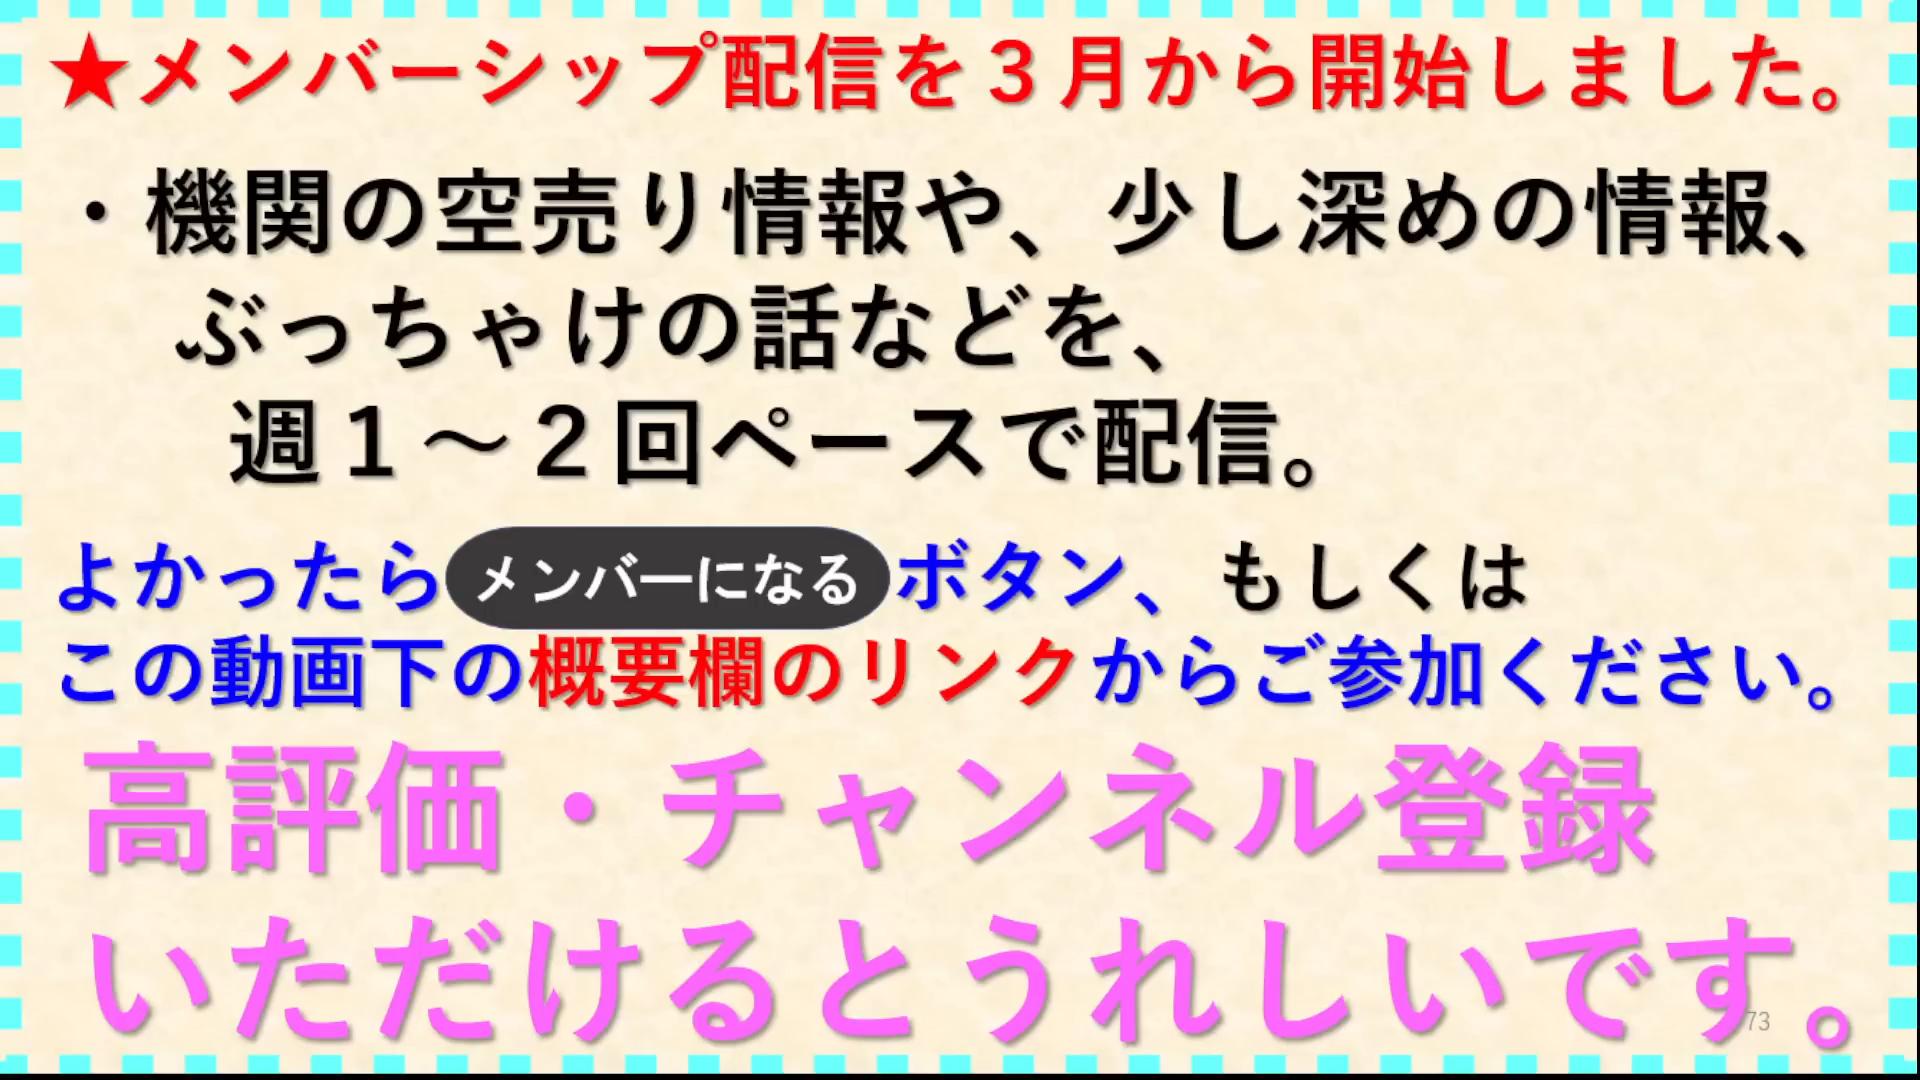 ★メンバーシップ配信を３月から開始しました。
・機関の空売り情報や、少し深めの情報、
ぶっちゃけの話などを、
週１～２回ペースで配信。
よかったらメンバーになるボタン、もしくは
この動画下の概要欄のリンクからご参加ください。
高評価・チャンネル登録
いただけるとうれしいです。
73